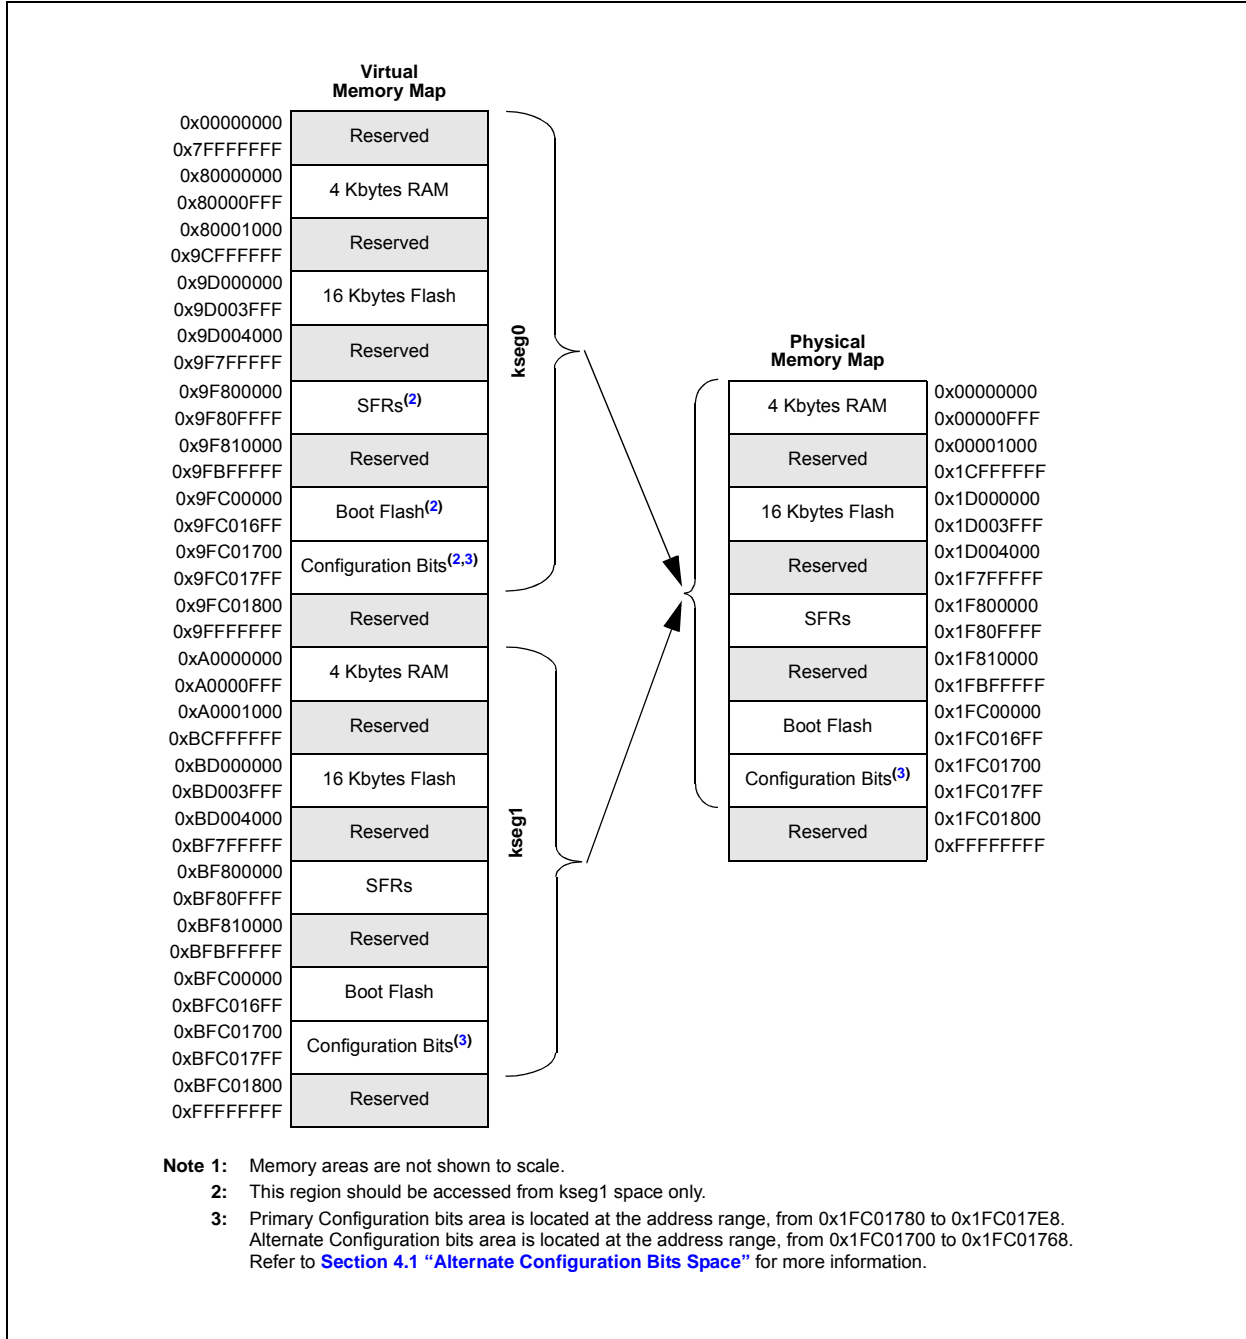 Virtual
Memory Map
0x00000000
Reserved
0x7FFFFFFF
0x80000000
4 Kbytes RAM
0x80000FFF
0x80001000
Reserved
0x9CFFFFFF
0x9D000000
16 Kbytes Flash
0x9D003FFF
0x9D004000
Reserved
0x9F7FFFFF
0x9F800000
SFRs(2)
0x9F80FFFF
0x9F810000
Reserved
0x9FBFFFFF
0x9FC00000
Boot Flash(2)
0x9FC016FF
0x9FC01700
Configuration Bits(2,3)
0x9FC017FF
0x9FC01800
Reserved
0x9FFFFFFF
0xA0000000
4 Kbytes RAM
0xA0000FFF
0xA0001000
Reserved
0xBCFFFFFF
0xBD000000
16 Kbytes Flash
0xBD003FFF
0xBD004000
Reserved
0xBF7FFFFF
0xBF800000
SFRs
0xBF80FFFF
0xBF810000
Reserved
0xBFBFFFFF
0xBFC00000
Boot Flash
0xBFC016FF
0xBFC01700
Configuration Bits(3)
0xBFC017FF
0xBFC01800
Reserved
0xFFFFFFFF
kseg0
kseg1
Physical
Memory Map
4 Kbytes RAM
0x00000000
0x00000FFF
Reserved
0x00001000
0x1CFFFFFF
16 Kbytes Flash
0x1D000000
0x1D003FFF
Reserved
0x1D004000
0x1F7FFFFF
SFRs
0x1F800000
0x1F80FFFF
Reserved
0x1F810000
0x1FBFFFFF
Boot Flash
0x1FC00000
0x1FC016FF
Configuration Bits(3)
0x1FC01700
0x1FC017FF
Reserved
0x1FC01800
0xFFFFFFFF
Note 1: Memory areas are not shown to scale.
2: This region should be accessed from kseg1 space only.
3: Primary Configuration bits area is located at the address range, from 0x1FC01780 to 0x1FC017E8.
Alternate Configuration bits area is located at the address range, from 0x1FC01700 to 0x1FC01768.
Refer to Section 4.1 “Alternate Configuration Bits Space” for more information.